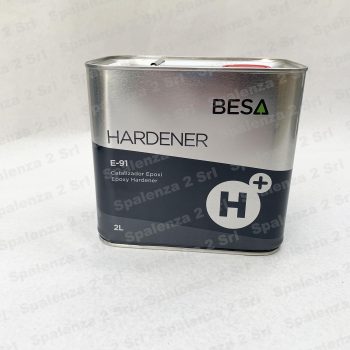 BESA
HARDENER
E-91
Catalizador Epoxi
Epoxy Hardener
H+
2L
Spalenza 2 Srl